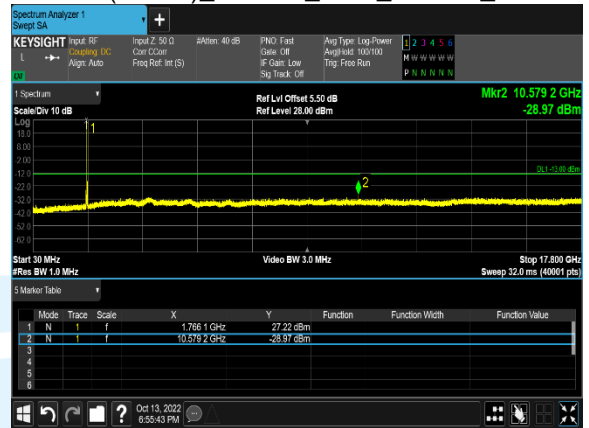 Spectrum Analyzer 1
Swept SA
+
KEYSIGHT Input: RF Input Z: 50 Ω #Atten: 40 dB PNO: Fast Avg Type: Log-Power 1 2 3 4 5 6
L Coupling: DC Corr CCorr Gate: Off Avg|Hold: 100/100 M W W W W W
Align: Auto Freq Ref: Int (S) IF Gain: Low Trig: Free Run
Sig Track: Off P N N N N N
1 Spectrum Ref Lvl Offset 5.50 dB Mkr2 10.579 2 GHz
Scale/Div 10 dB Ref Level 28.00 dBm -28.97 dBm
Log
1
18.0
8.00
-2.00
DL1 -13.00 dBm
-12.0
2
-22.0
-32.0
-42.0
-52.0
-62.0
Start 30 MHz Video BW 3.0 MHz Stop 17.800 GHz
#Res BW 1.0 MHz Sweep 32.0 ms (40001 pts)
5 Marker Table
Mode Trace Scale X Y Function Function Width Function Value
1 N 1 f 1.766 1 GHz 27.22 dBm
2 N 1 f 10.579 2 GHz -28.97 dBm
3
4
5
6
? Oct 13, 2022
6:55:43 PM